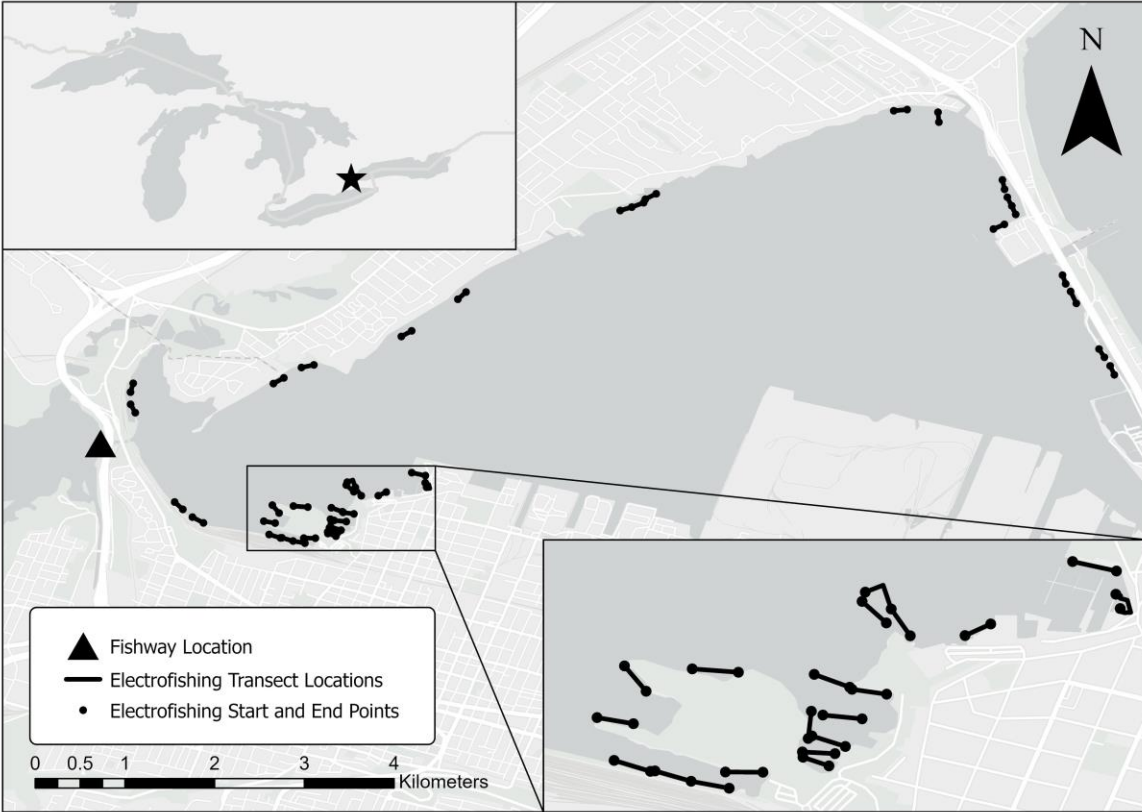 N
Fishway Location
Electrofishing Transect Locations
Electrofishing Start and End Points
0 0.5 1 2 3 4
Kilometers